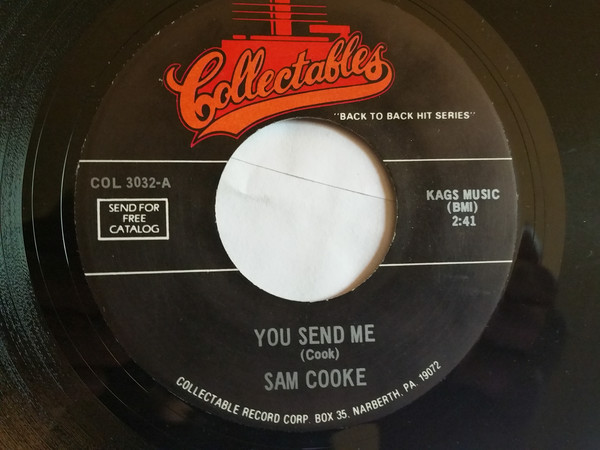 Collectables
"BACK TO BACK HIT SERIES"
COL 3032-A
SEND FOR
FREE
CATALOG
KAGS MUSIC
(BMI)
2:41
YOU SEND ME
(Cook)
SAM COOKE
COLLECTABLE RECORD CORP. BOX 35, NARBERTH, PA. 19072